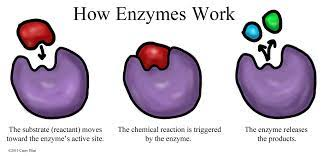 How Enzymes Work
The substrate (reactant) moves
toward the enzyme's active site.
The chemical reaction is triggered
by the enzyme.
The enzyme releases
the products.